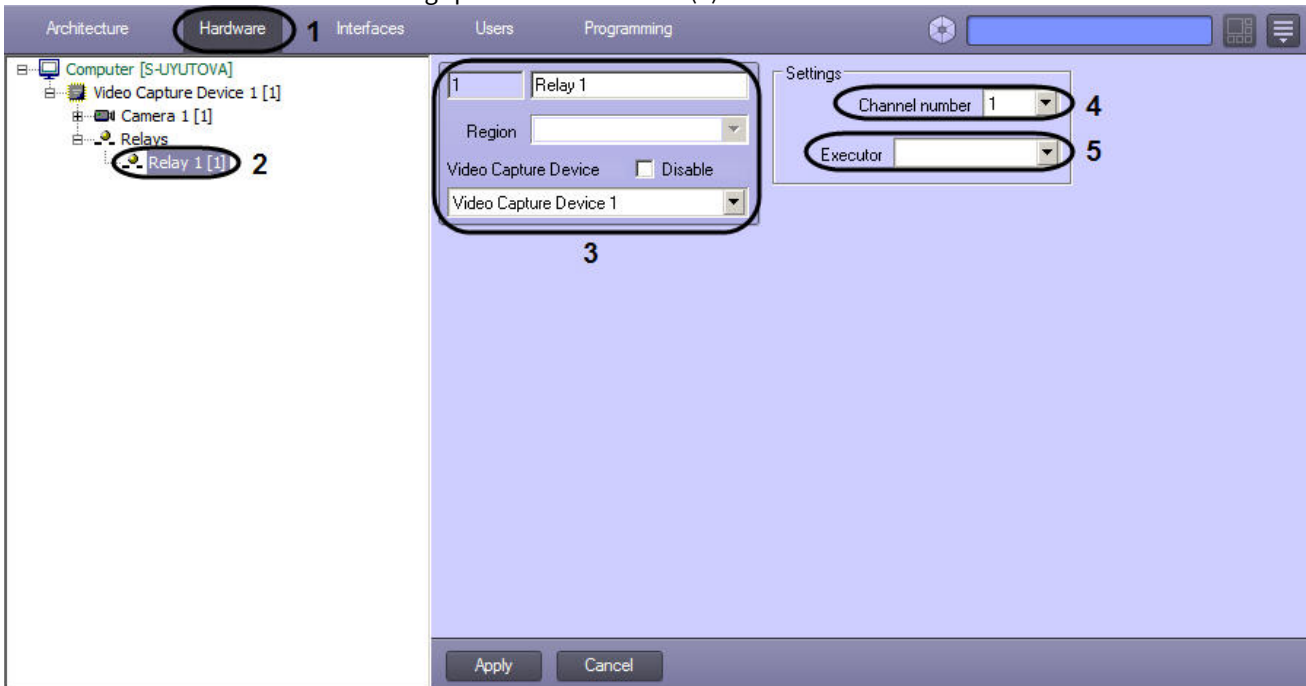 Architecture Hardware 1 Interfaces Users Programming
Computer [S-UYUTOVA]
Video Capture Device 1 [1]
Camera 1 [1]
Relays
Relay 1 [1] 2
1 Relay 1
Region
Video Capture Device Disable
Video Capture Device 1
3
Settings
Channel number 1 4
Executor 5
Apply Cancel